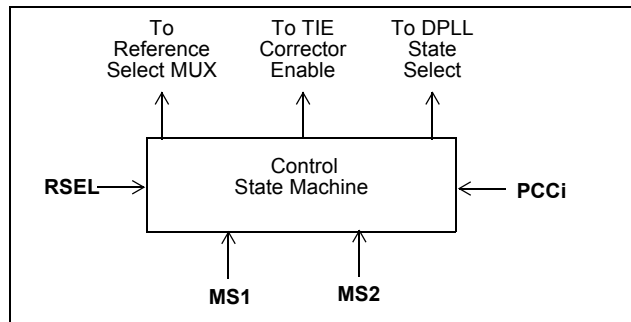 To
Reference
Select MUX
To TIE
Corrector
Enable
To DPLL
State
Select
Control
State Machine
RSEL
PCCi
MS1
MS2